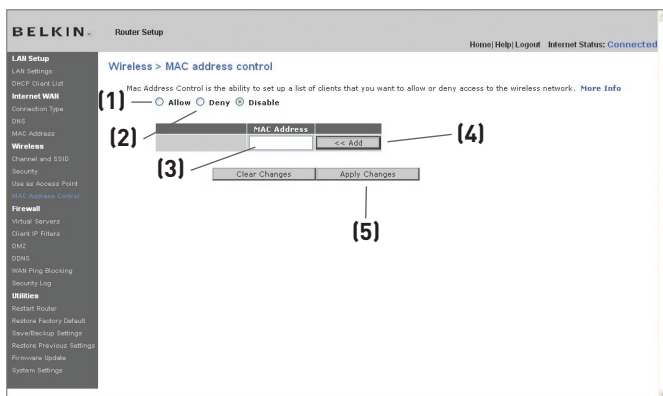 BELKIN®
Router Setup
Home|Help|Logout Internet Status: Connected
LAN Setup
LAN Settings
DHCP Client List
Internet WAN
Connection Type
DNS
MAC Address
Wireless
Channel and SSID
Security
Use as Access Point
MAC Address Control
Firewall
Virtual Servers
Client IP Filters
DMZ
DDNS
WAN Ping Blocking
Security Log
Utilities
Restart Router
Restore Factory Default
Save/Backup Settings
Restore Previous Settings
Firmware Update
System Settings
Wireless > MAC address control
Mac Address Control is the ability to set up a list of clients that you want to allow or deny access to the wireless network. More Info
(1)
Allow Deny Disable
(2)
MAC Address
<< Add
(4)
(3)
Clear Changes Apply Changes
(5)